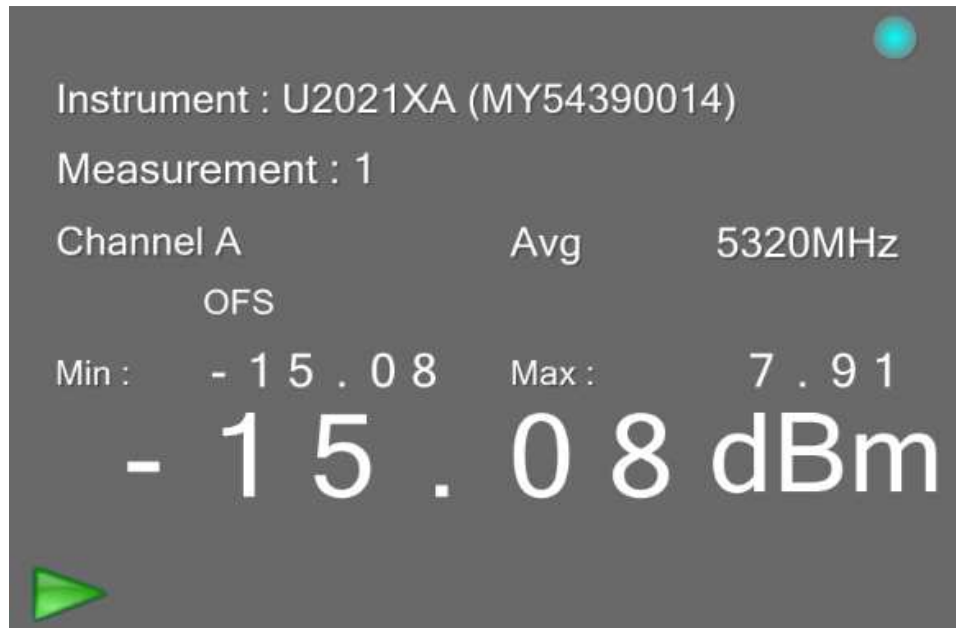 Instrument : U2021XA (MY54390014)
Measurement : 1
Channel A Avg 5320MHz
OFS
Min : -15.08 Max : 7.91
-15.08 dBm